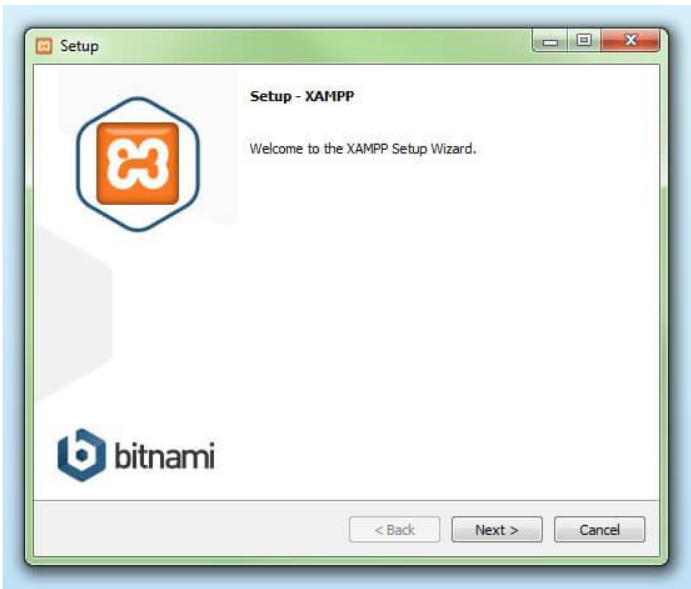 Setup
Setup - XAMPP
Welcome to the XAMPP Setup Wizard.
bitnami
< Back
Next >
Cancel